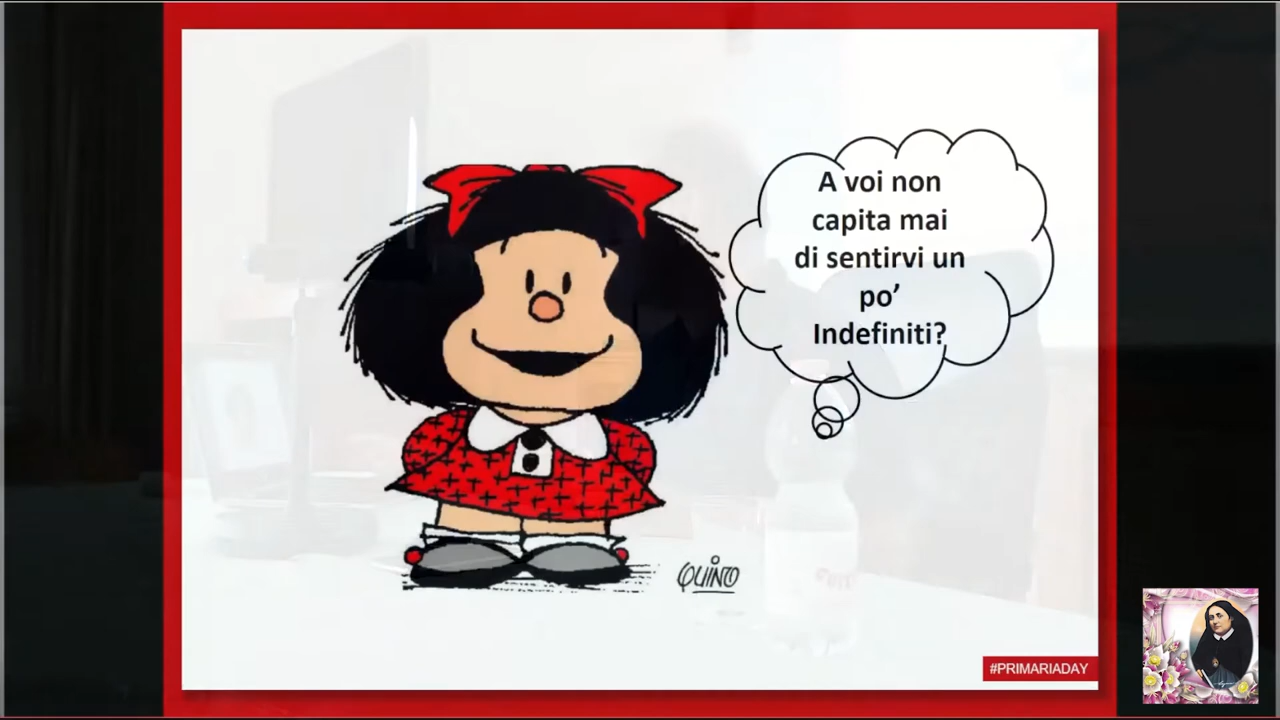 A voi non
capita mai
di sentirvi un
po’
Indefiniti?
QUINO
#PRIMARIADAY